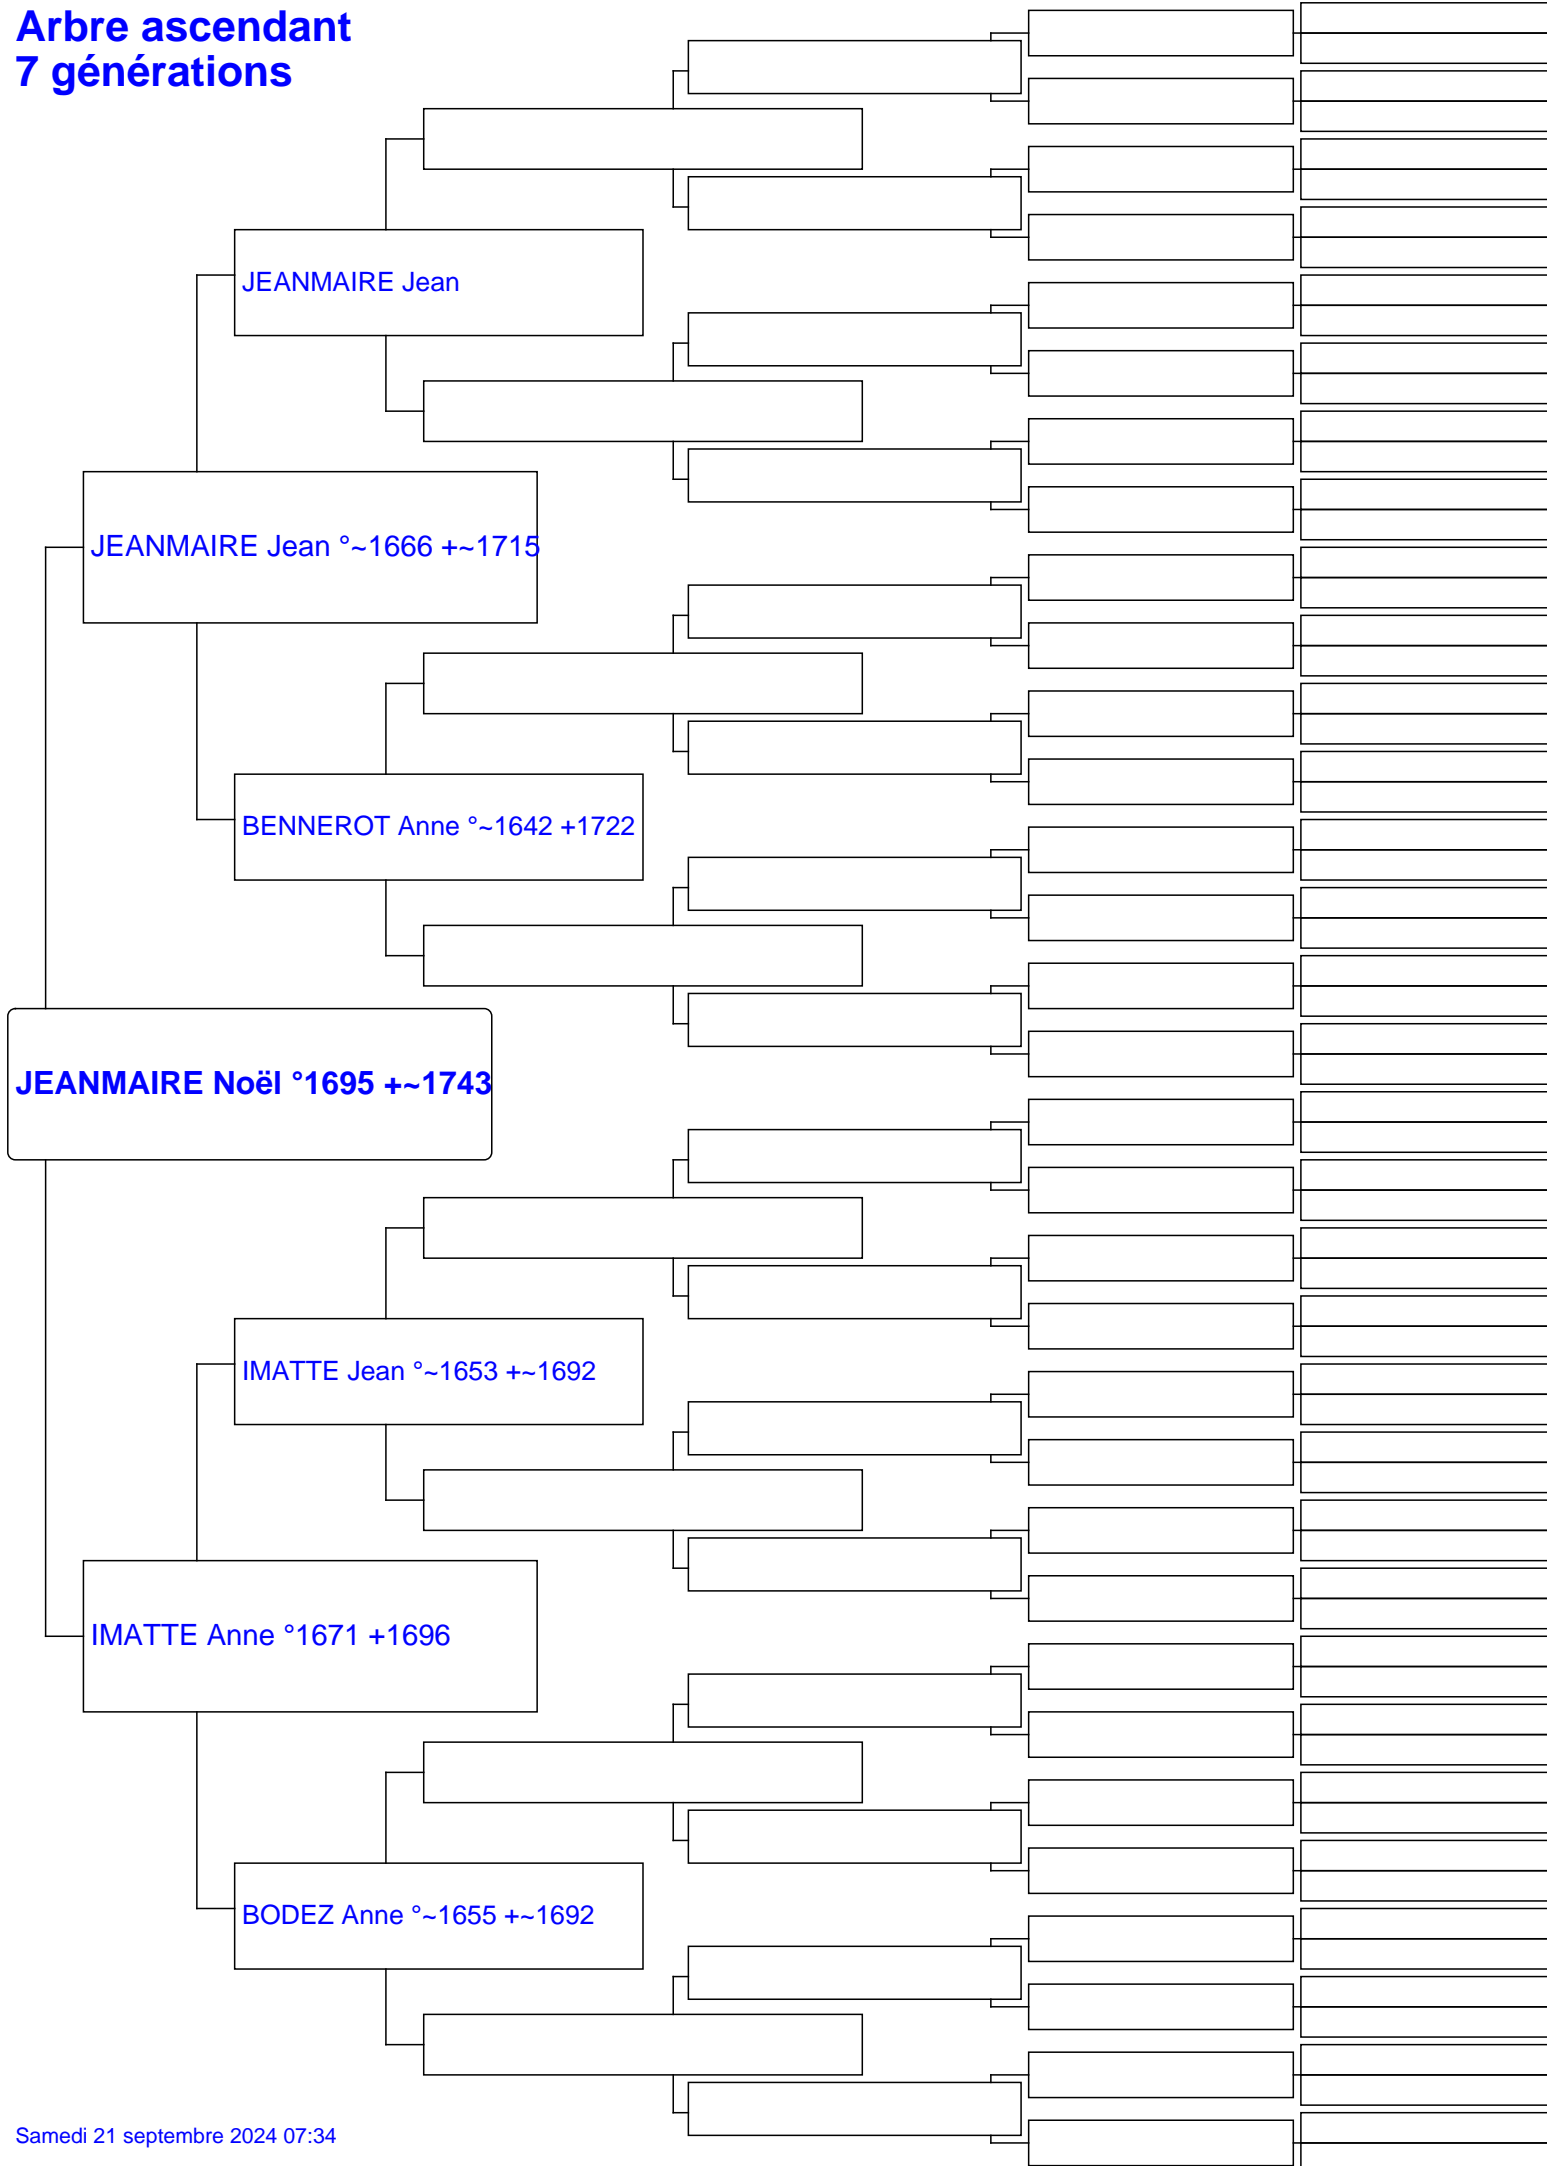 Arbre ascendant
7 générations
JEANMAIRE Jean
JEANMAIRE Jean °~1666 +~1715
BENNEROT Anne °~1642 +1722
JEANMAIRE Noël °1695 +~1743
IMATTE Jean °~1653 +~1692
IMATTE Anne °1671 +1696
BODEZ Anne °~1655 +~1692
Samedi 21 septembre 2024 07:34